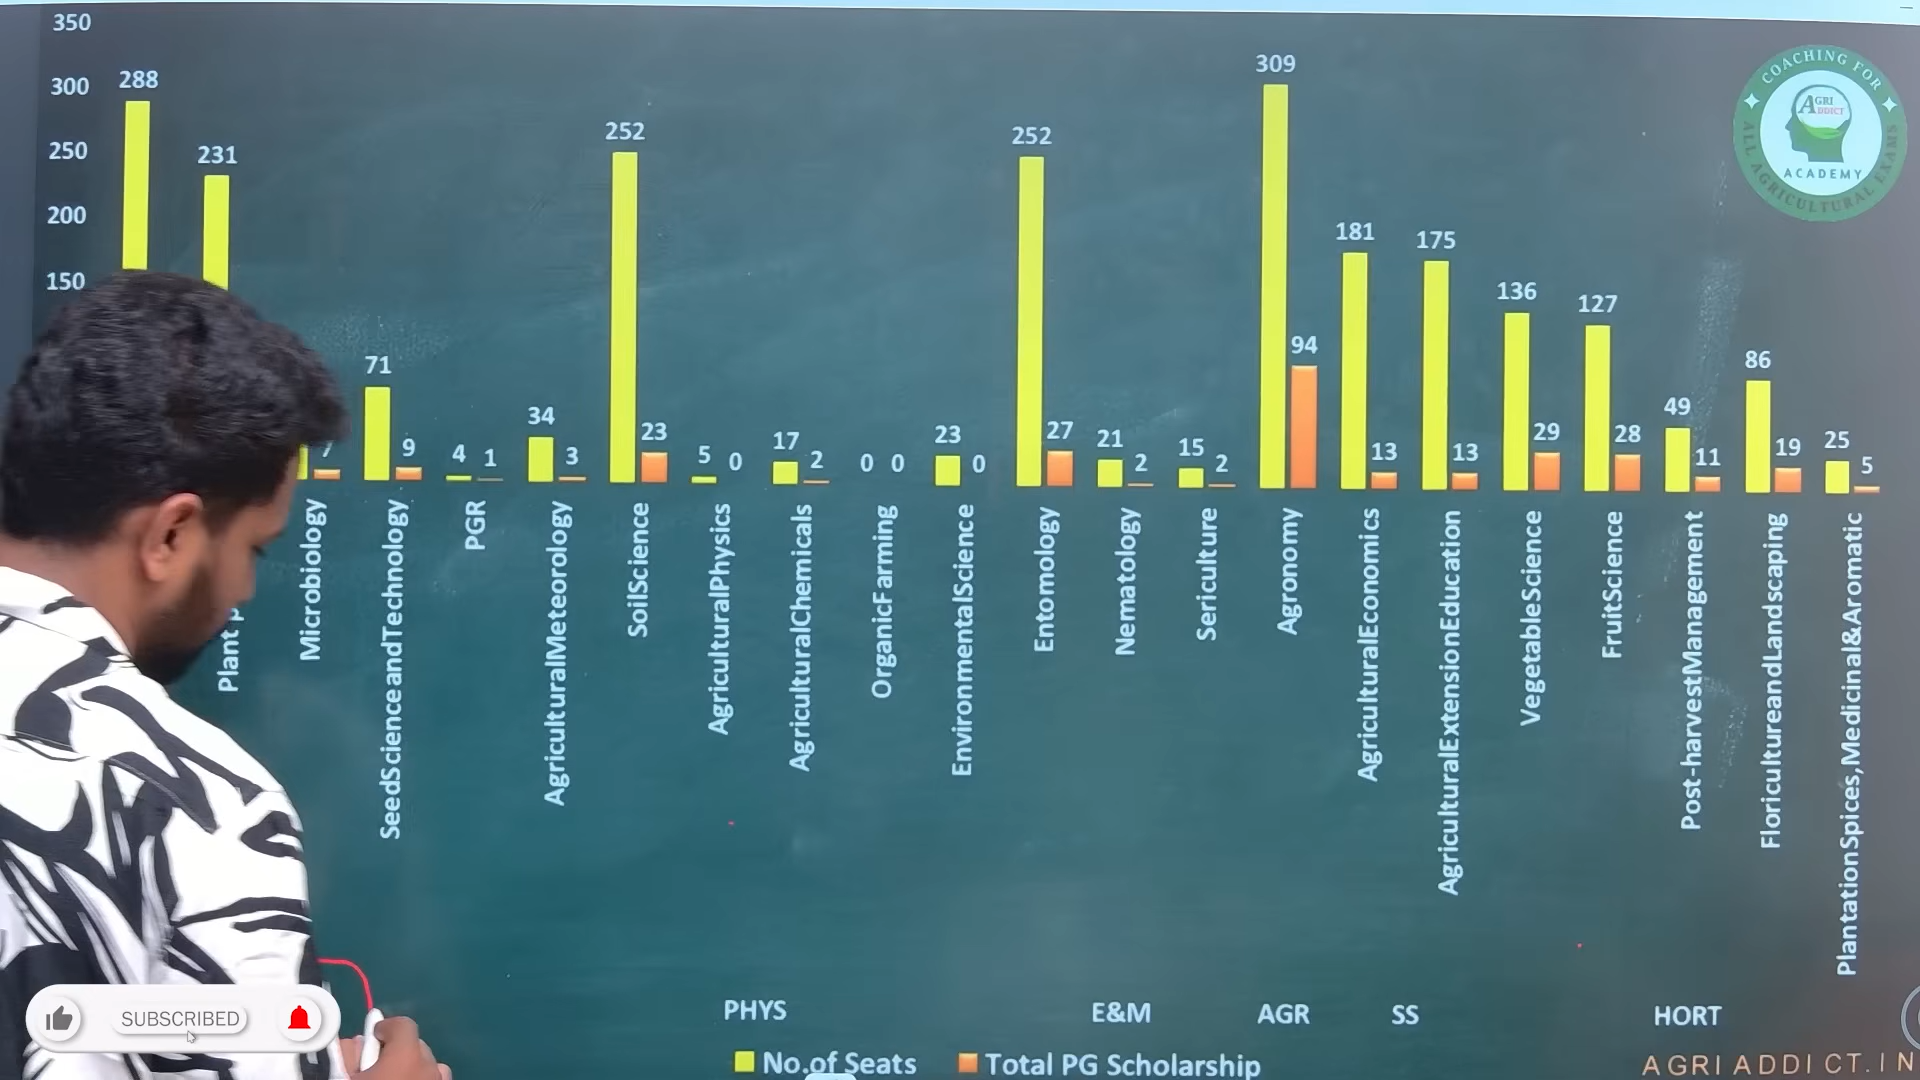 350
300
250
200
150
288
231
7
71
9
4
1
34
3
252
23
5
0
17
2
0
0
23
0
252
27
21
2
15
2
309
94
181
13
175
13
136
29
127
28
49
11
86
19
25
5
Plant
Microbiology
SeedScienceandTechnology
PGR
AgriculturalMeteorology
SoilScience
AgriculturalPhysics
AgriculturalChemicals
OrganicFarming
EnvironmentalScience
Entomology
Nematology
Sericulture
Agronomy
AgriculturalEconomics
AgriculturalExtensionEducation
VegetableScience
FruitScience
Post-harvestManagement
FloricultureandLandscaping
PlantationSpices,Medicinal&Aromatic
PHYS
E&M
AGR
SS
HORT
No.of Seats
Total PG Scholarship
COACHING FOR
ALL AGRICULTURAL EXAMS
AGRI
ADDICT
ACADEMY
SUBSCRIBED
AGRI ADDICT.IN